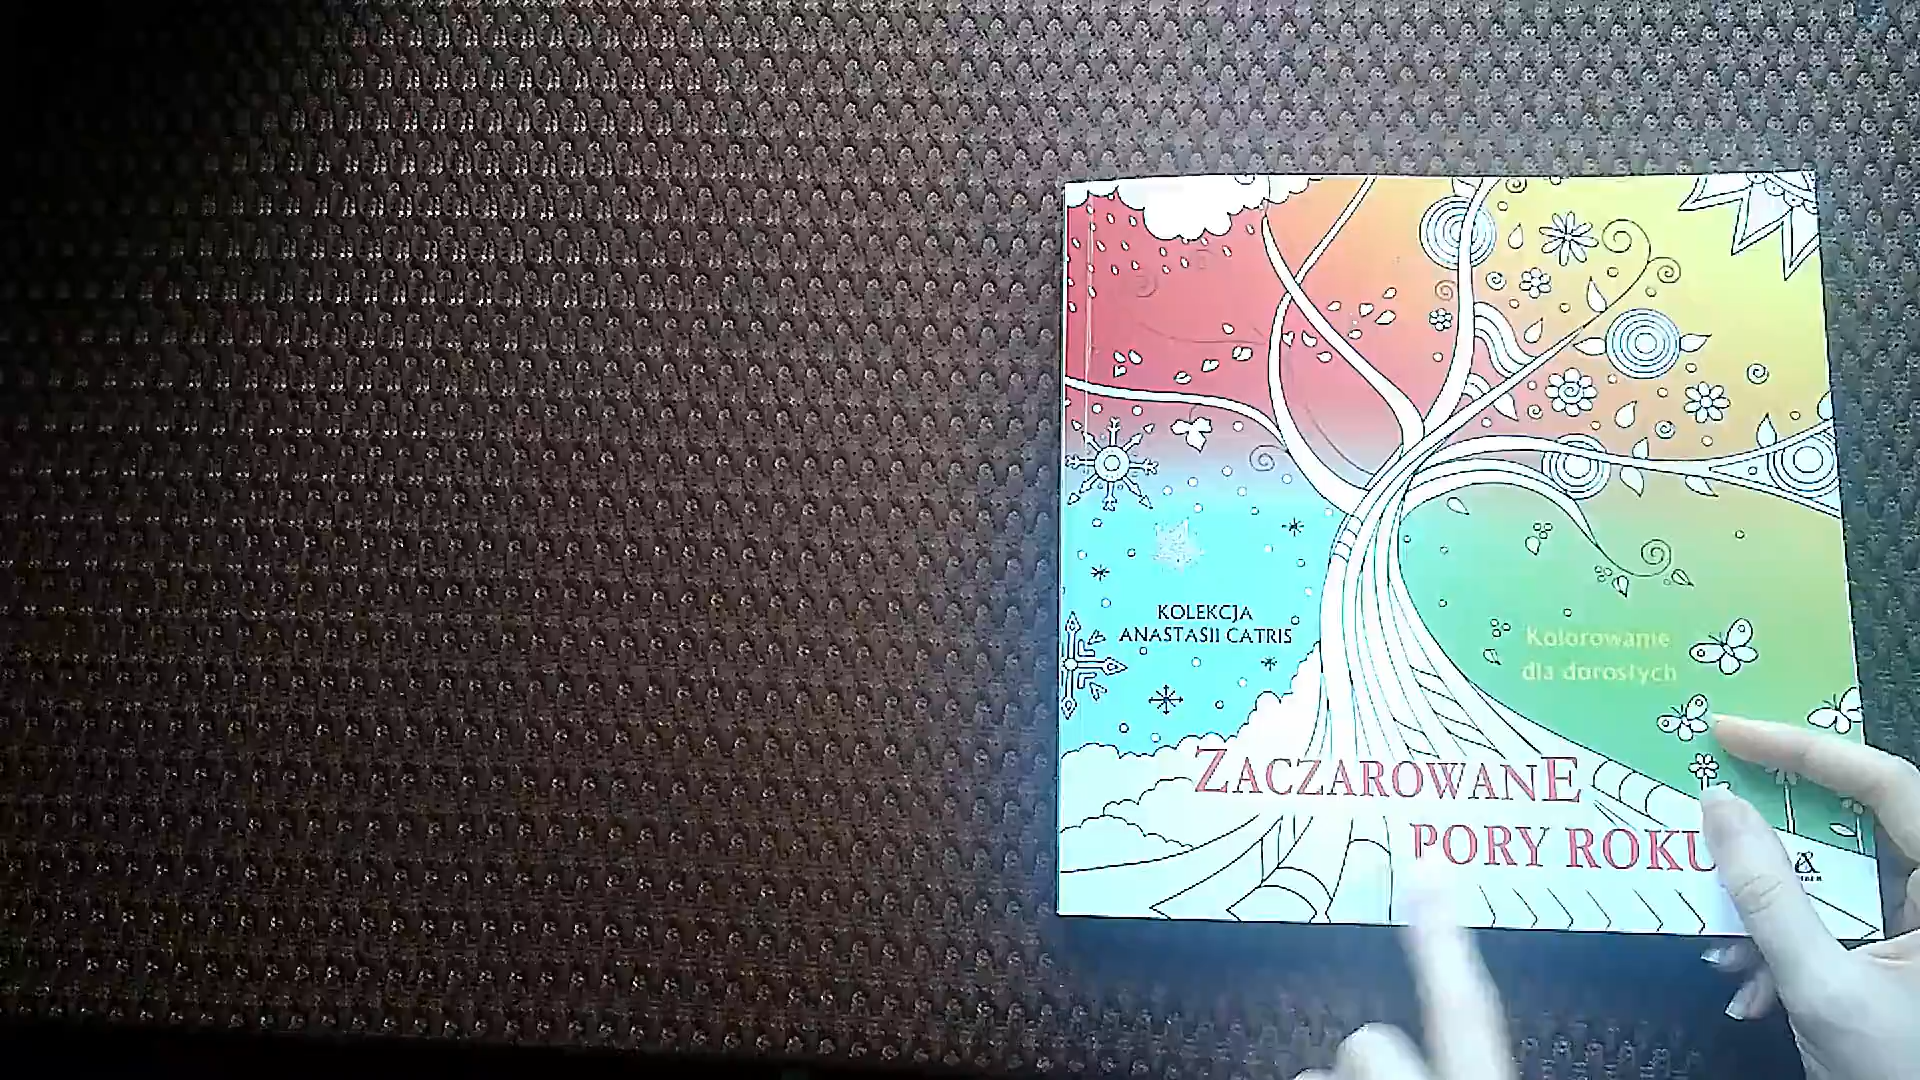 KOLEKCJA
ANASTASII CATRIS
Kolorowanie
dla dorosłych
ZACZAROWANE
PORY ROKU